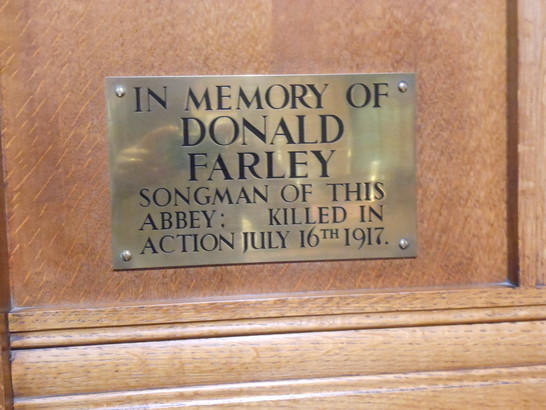 IN MEMORY OF
DONALD
FARLEY
SONGMAN OF THIS
ABBEY: KILLED IN
ACTION JULY 16TH 1917.